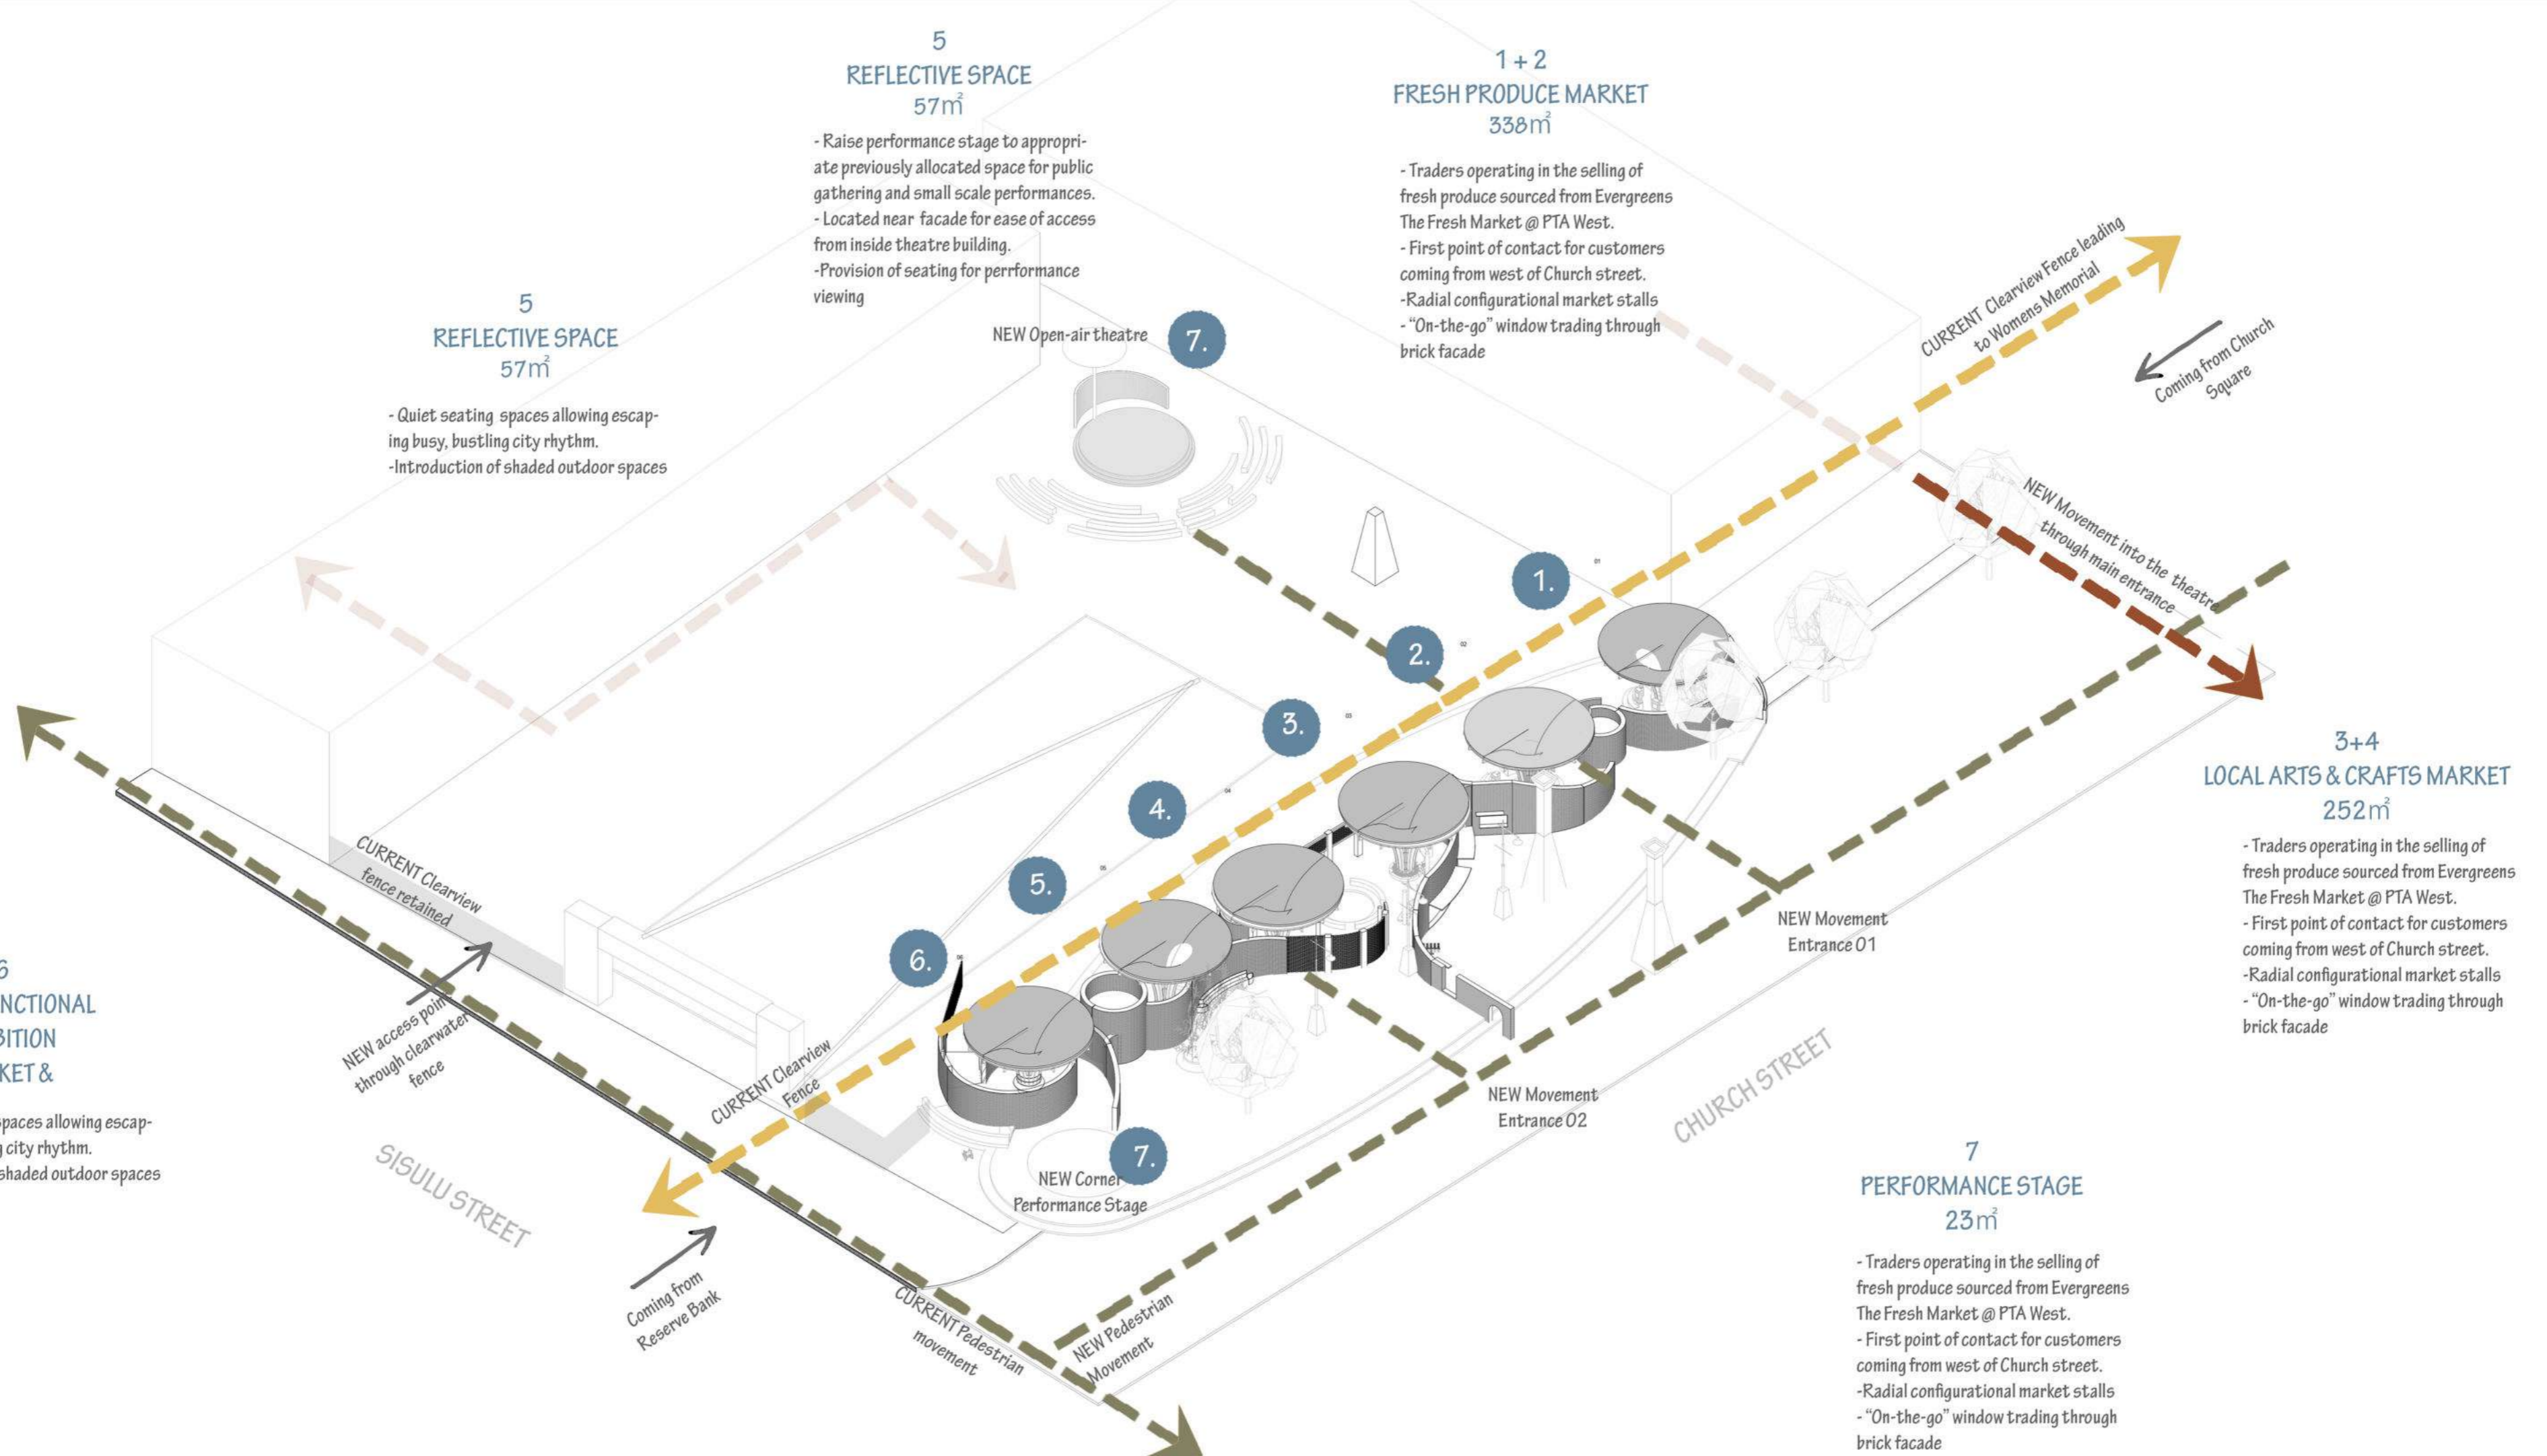 5
REFLECTIVE SPACE
57m²
- Raise performance stage to appropri-
ate previously allocated space for public
gathering and small scale performances.
- Located near facade for ease of access
from inside theatre building.
-Provision of seating for perrformance
viewing
1 + 2
FRESH PRODUCE MARKET
338m²
- Traders operating in the selling of
fresh produce sourced from Evergreens
The Fresh Market @ PTA West.
- First point of contact for customers
coming from west of Church street.
-Radial configurational market stalls
- “On-the-go” window trading through
brick facade
5
REFLECTIVE SPACE
57m²
- Quiet seating spaces allowing escap-
ing busy, bustling city rhythm.
-Introduction of shaded outdoor spaces
NEW Open-air theatre
7.
CURRENT Clearview Fence leading
to Womens Memorial
Coming from Church
Square
NEW Movement into the theatre
through main entrance
1.
01
2.
02
3.
03
4.
04
5.
05
6.
06
3+4
LOCAL ARTS & CRAFTS MARKET
252m²
- Traders operating in the selling of
fresh produce sourced from Evergreens
The Fresh Market @ PTA West.
- First point of contact for customers
coming from west of Church street.
-Radial configurational market stalls
- “On-the-go” window trading through
brick facade
CURRENT Clearview
fence retained
NEW access point
through clearwater
fence
6
NCTIONAL
BITION
KET &
spaces allowing escap-
g city rhythm.
shaded outdoor spaces
NEW Movement
Entrance 01
NEW Movement
Entrance 02
CHURCH STREET
CURRENT Clearview
Fence
SISULU STREET
7.
NEW Corner
Performance Stage
Coming from
Reserve Bank
CURRENT Pedestrian
movement
NEW Pedestrian
Movement
7
PERFORMANCE STAGE
23m²
- Traders operating in the selling of
fresh produce sourced from Evergreens
The Fresh Market @ PTA West.
- First point of contact for customers
coming from west of Church street.
-Radial configurational market stalls
- “On-the-go” window trading through
brick facade